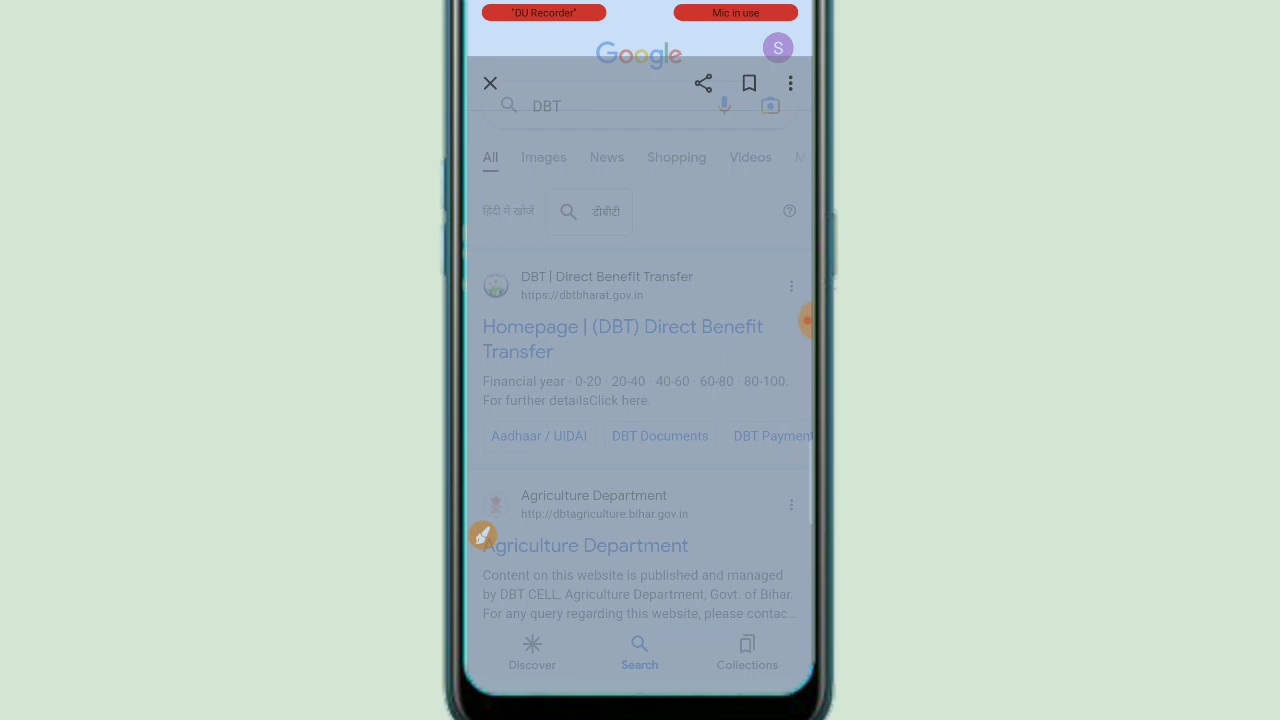 "DU Recorder"
Mic in use
Google
S
DBT
All Images News Shopping Videos M
हिंदी में खोजें
डीबीटी
DBT | Direct Benefit Transfer
https://dbtbharat.gov.in
Homepage | (DBT) Direct Benefit
Transfer
Financial year · 0-20 · 20-40 · 40-60 · 60-80 · 80-100.
For further detailsClick here.
Aadhaar / UIDAI DBT Documents DBT Payment
Agriculture Department
http://dbtagriculture.bihar.gov.in
Agriculture Department
Content on this website is published and managed
by DBT CELL, Agriculture Department, Govt. of Bihar.
For any query regarding this website, please contac...
Discover Search Collections